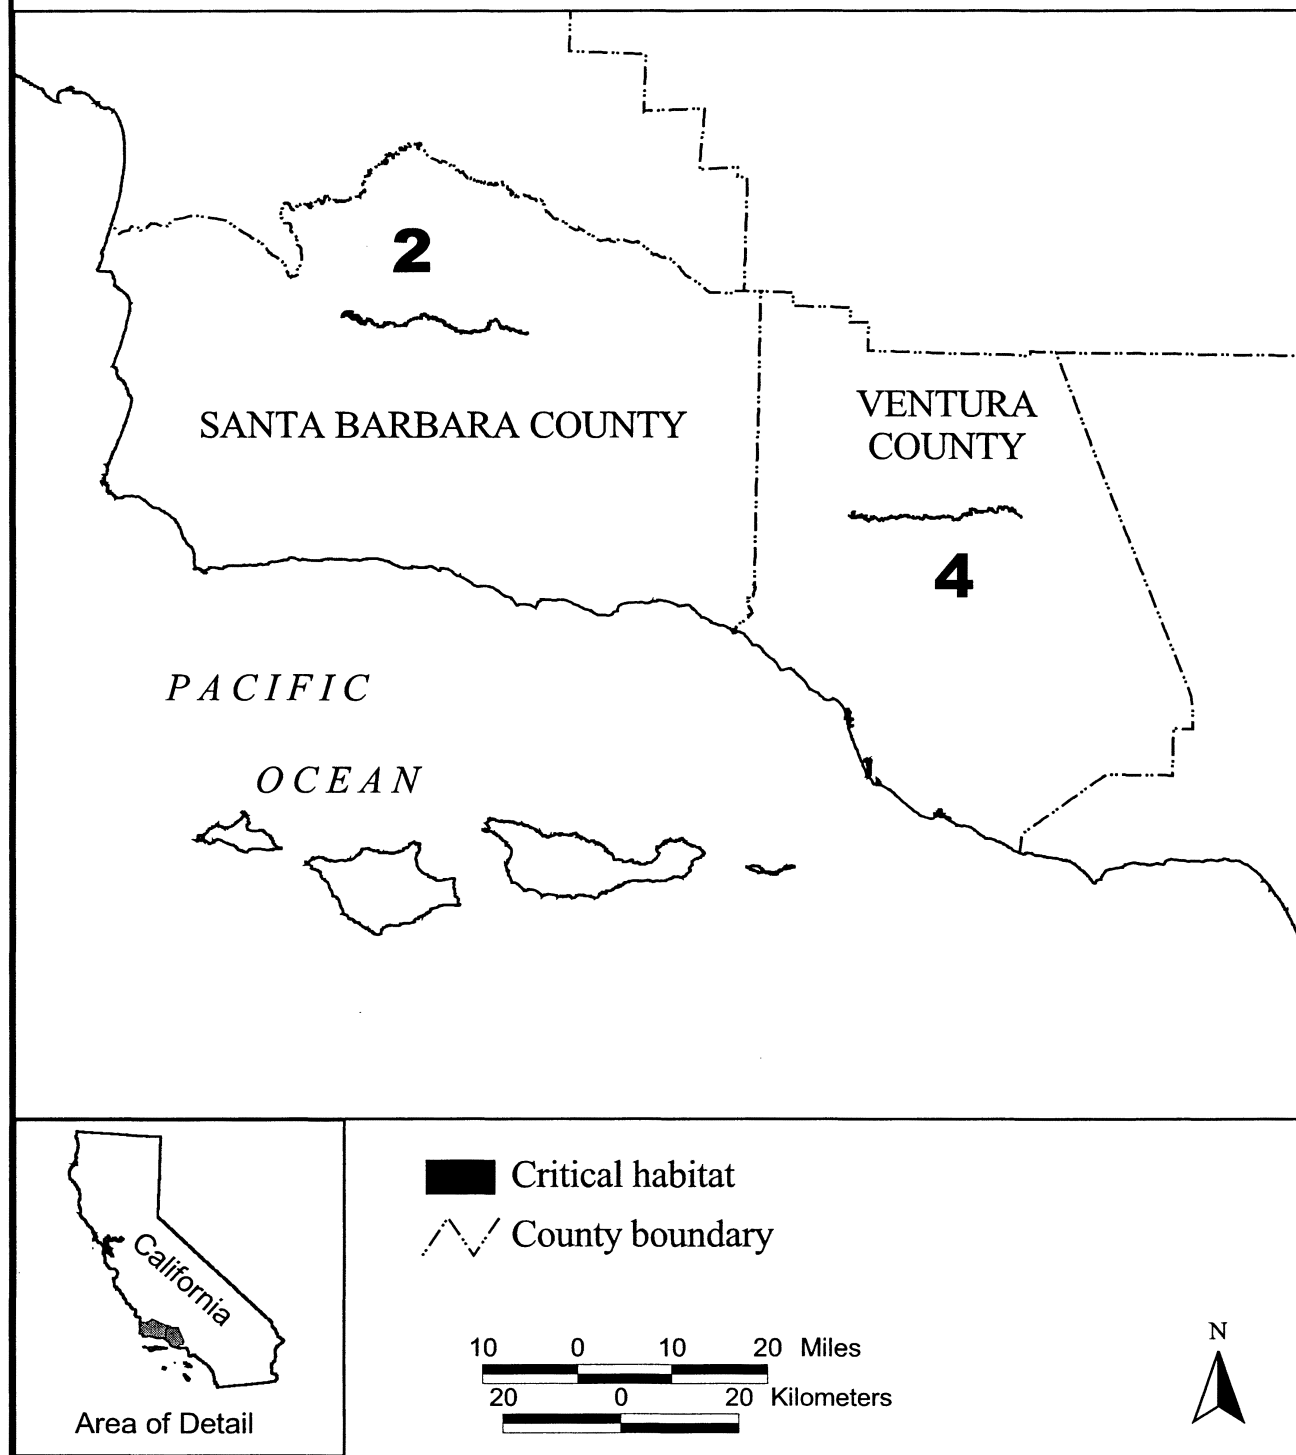 2
SANTA BARBARA COUNTY
VENTURA
COUNTY
4
PACIFIC
OCEAN
California
Area of Detail
Critical habitat
County boundary
10 0 10 20 Miles
20 0 20 Kilometers
N